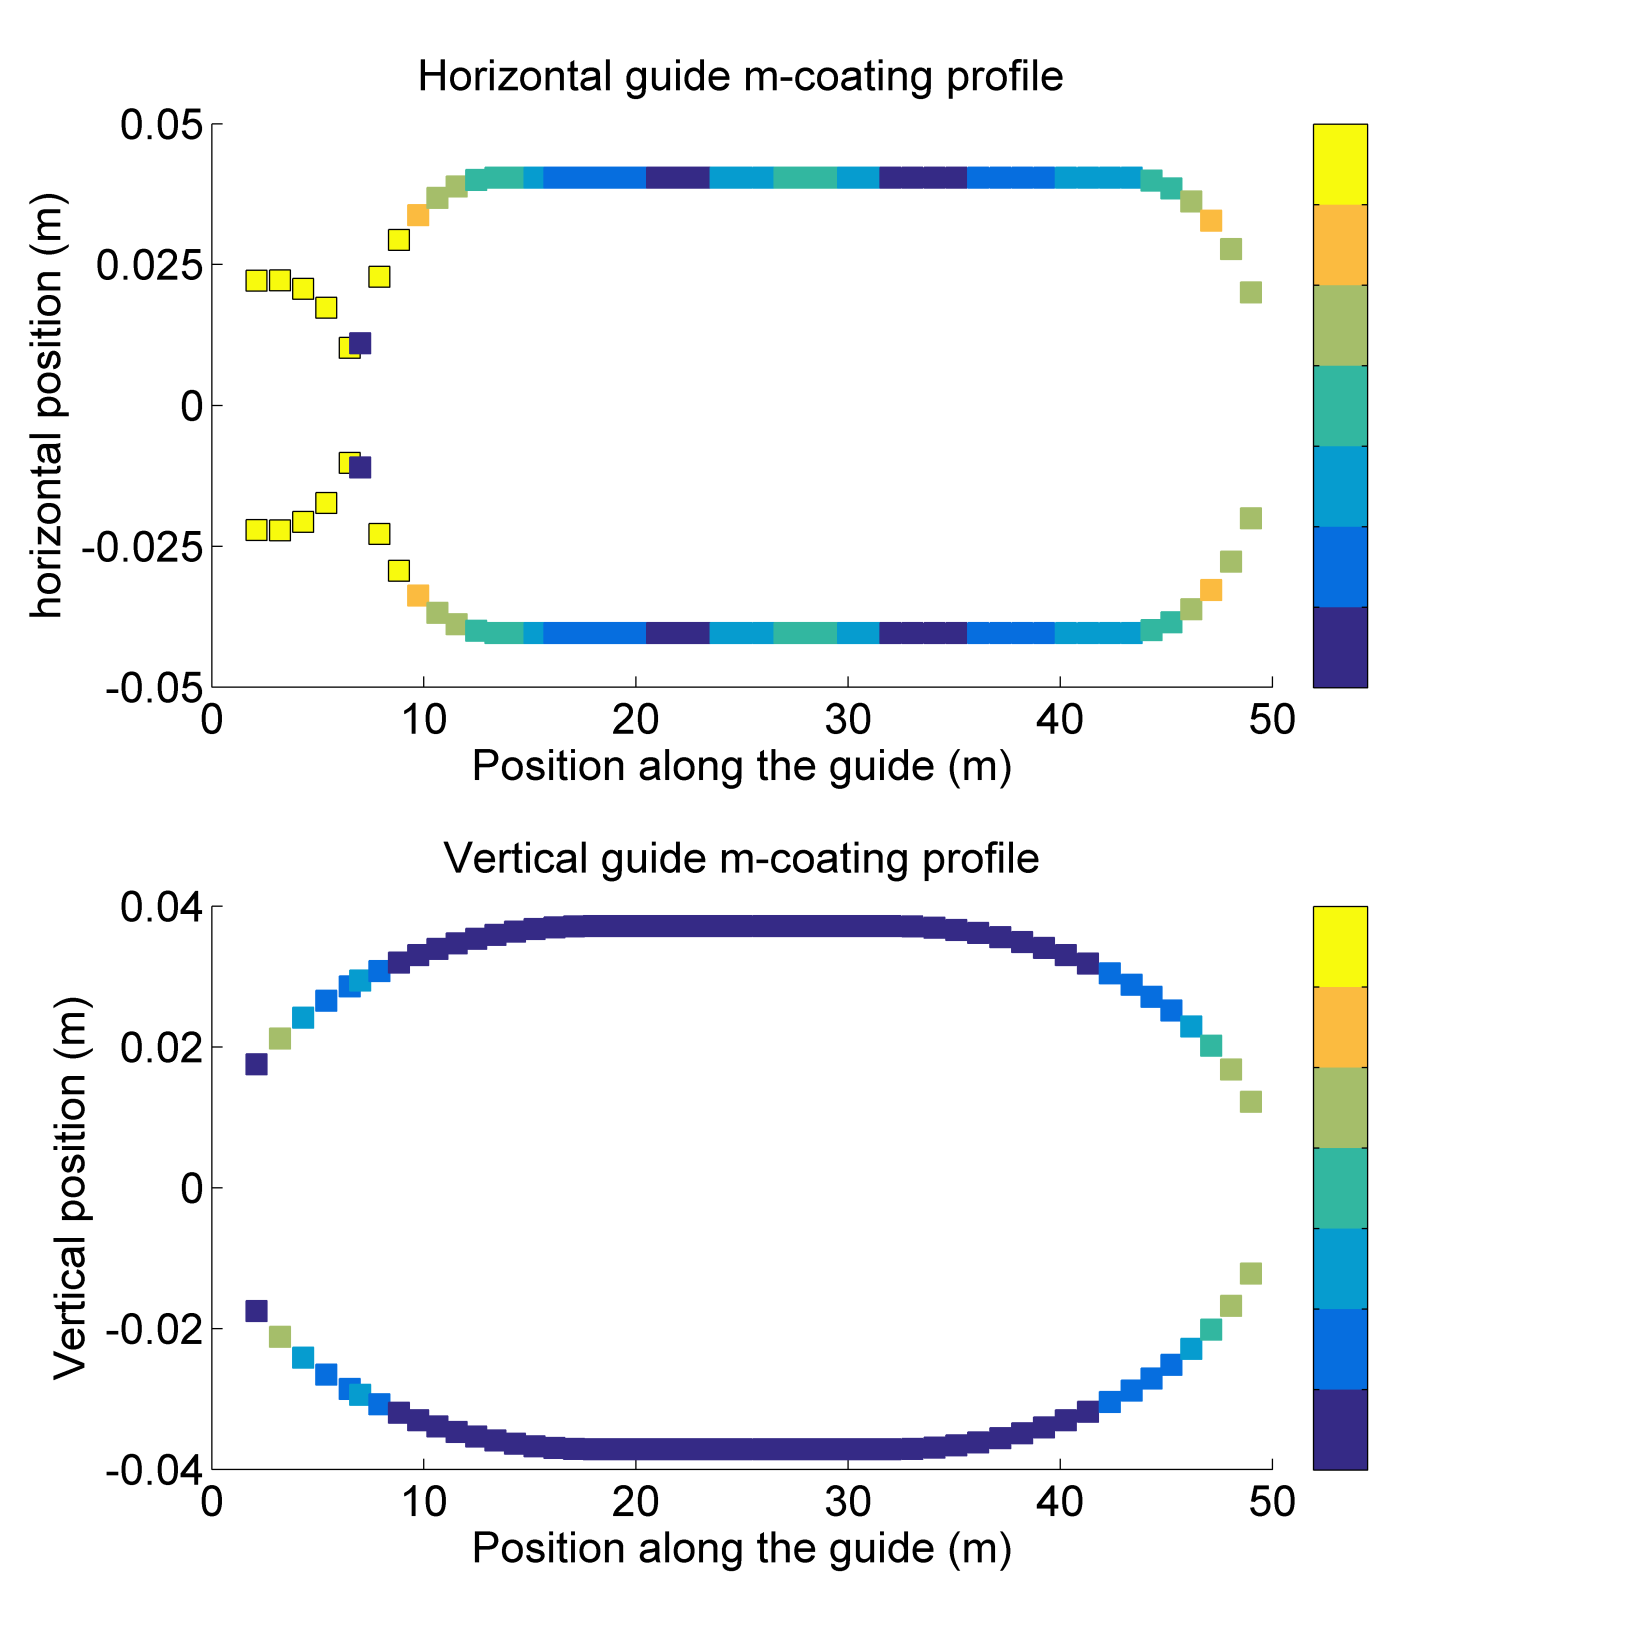 Horizontal guide m-coating profile
0.05
0.025
0
-0.025
-0.05
horizontal position (m)
0 10 20 30 40 50
Position along the guide (m)
Vertical guide m-coating profile
0.04
0.02
0
-0.02
-0.04
Vertical position (m)
0 10 20 30 40 50
Position along the guide (m)